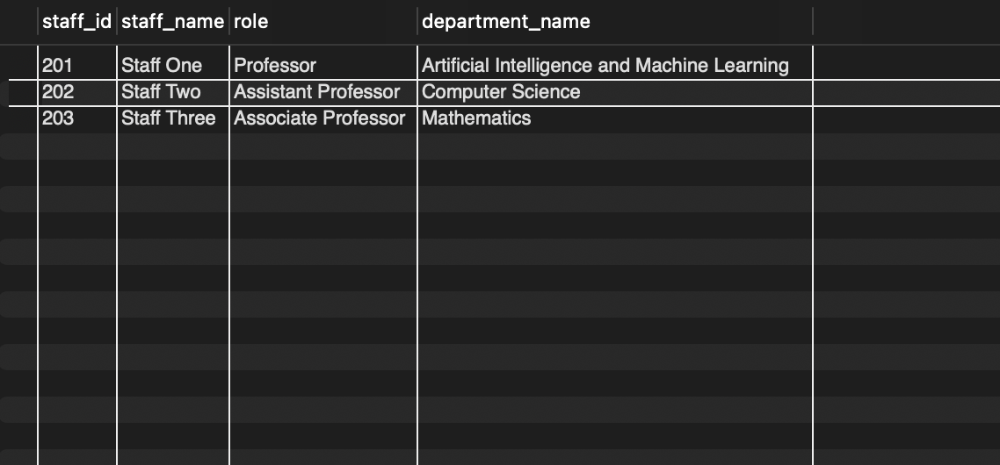 staff_id staff_name role department_name
201 Staff One Professor Artificial Intelligence and Machine Learning
202 Staff Two Assistant Professor Computer Science
203 Staff Three Associate Professor Mathematics